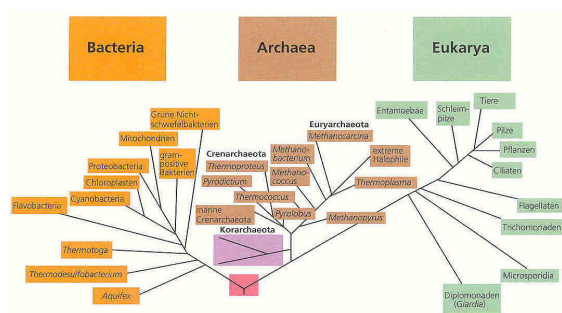 Bacteria
Archaea
Eukarya
Grüne Nicht-
schwefelbakterien
Mitochondrien
gram-
positive
Bakterien
Proteobacteria
Chloroplasten
Cyanobacteria
Flavobacteria
Thermotoga
Thermodesulfobacterium
Aquifex
Euryarchaeota
Methanosarcina
Methano-
bacterium
extreme
Halophile
Crenarchaeota
Thermoproteus
Methano-
coccus
Pyrodictium
Thermoplasma
Thermococcus
marine
Crenarchaeota
Pyrolobus
Methanopyrus
Korarchaeota
Entamoebae
Schleim-
pilze
Tiere
Pilze
Pflanzen
Ciliaten
Flagellaten
Trichomonaden
Microsporidia
Diplomonaden
(Giardia)